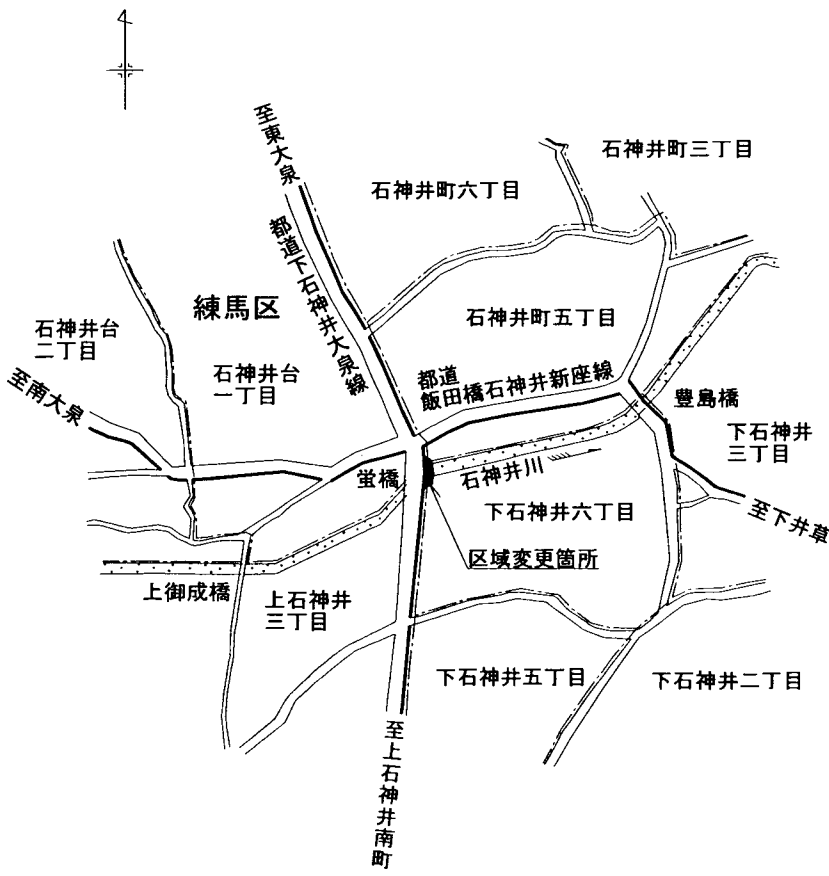 至東大泉
石神井町三丁目
石神井町六丁目
都道下石神井大泉線
練馬区
石神井台
二丁目
石神井町五丁目
石神井台
一丁目
都道
飯田橋石神井新座線
至南大泉
豊島橋
下石神井
三丁目
蛍橋
石神井川
下石神井六丁目
至下井草
区域変更箇所
上御成橋
上石神井
三丁目
下石神井五丁目
下石神井二丁目
至上石神井南町